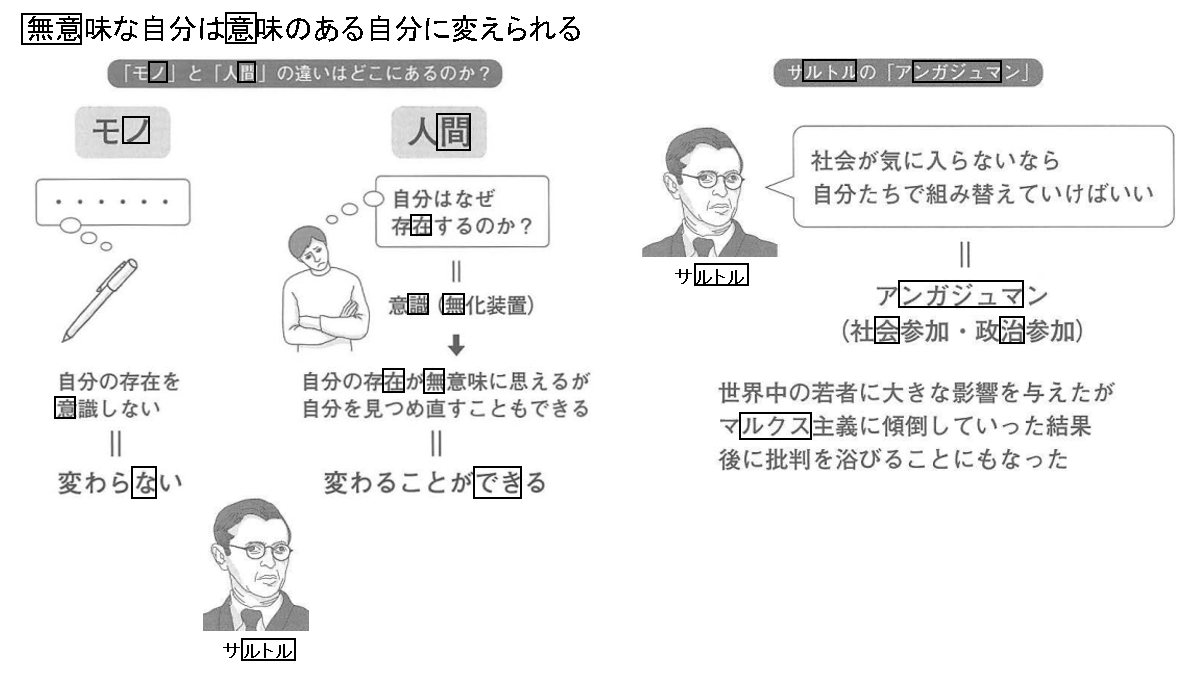 無意味な自分は意味のある自分に変えられる
「モノ」と「人間」の違いはどこにあるのか？
モノ
人間
・・・・・・
自分はなぜ
存在するのか？
意識（無化装置）
自分の存在を
意識しない
自分の存在が無意味に思えるが
自分を見つめ直すこともできる
変わらない
変わることができる
サルトル
サルトルの「アンガジュマン」
社会が気に入らないなら
自分たちで組み替えていけばいい
サルトル
アンガジュマン
（社会参加・政治参加）
世界中の若者に大きな影響を与えたが
マルクス主義に傾倒していった結果
後に批判を浴びることにもなった